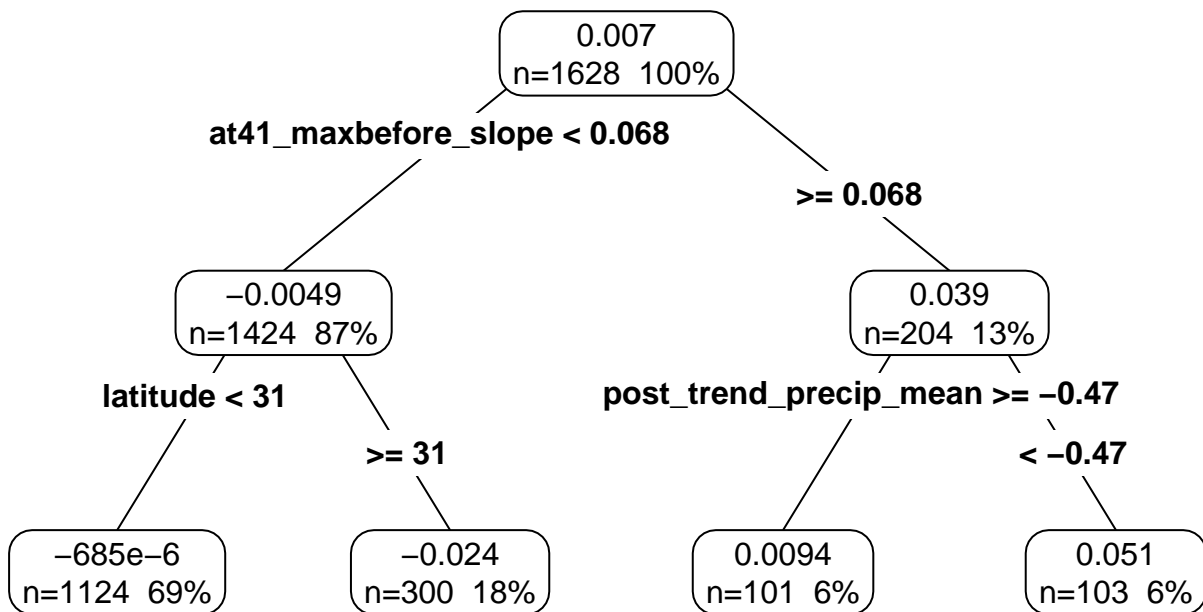 0.007
n=1628 100%
at41_maxbefore_slope < 0.068
>= 0.068
−0.0049
n=1424 87%
0.039
n=204 13%
latitude < 31
>= 31
post_trend_precip_mean >= −0.47
< −0.47
−685e−6
n=1124 69%
−0.024
n=300 18%
0.0094
n=101 6%
0.051
n=103 6%